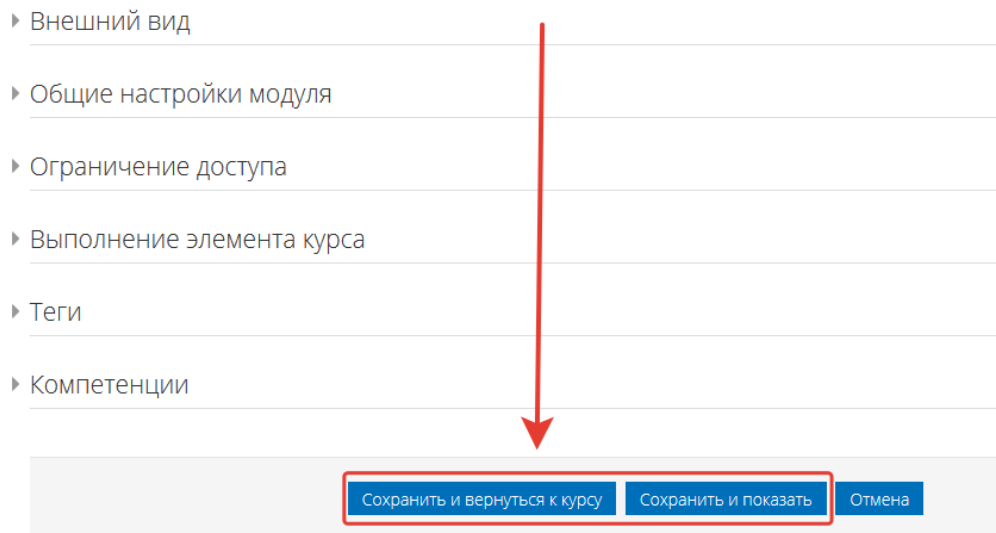 Внешний вид
Общие настройки модуля
Ограничение доступа
Выполнение элемента курса
Теги
Компетенции
Сохранить и вернуться к курсу Сохранить и показать Отмена